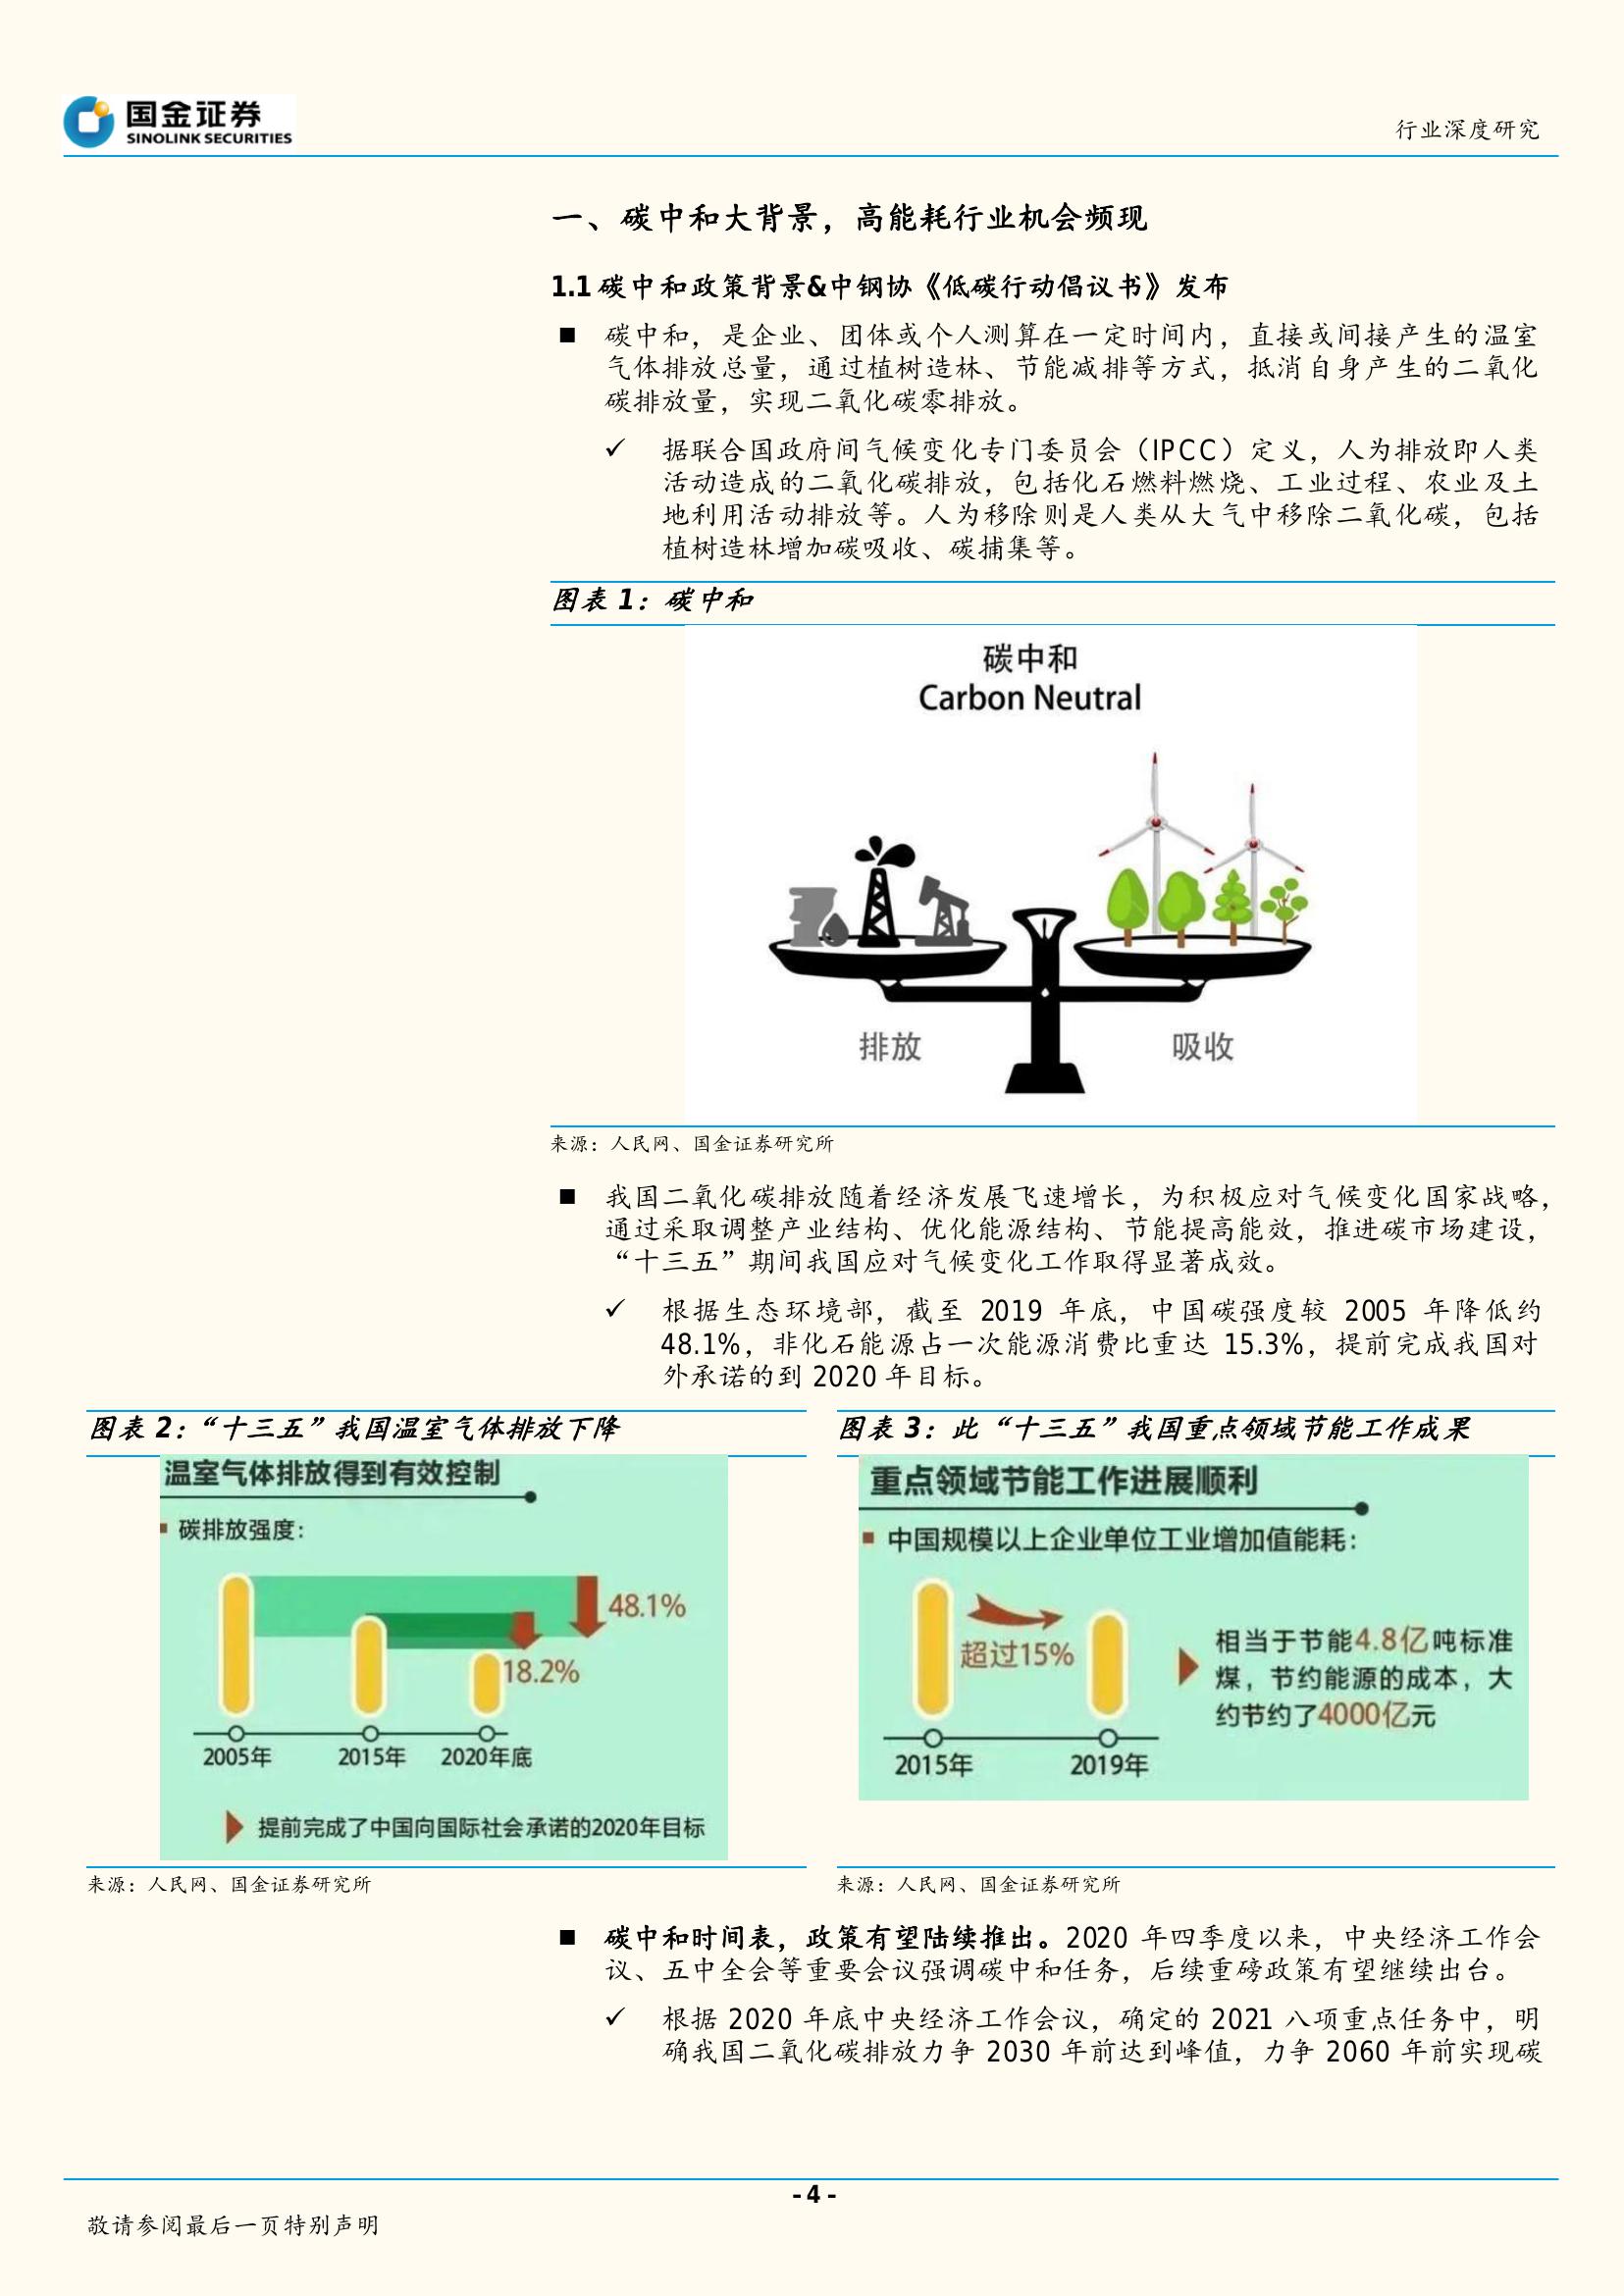 国金证券
SINOLINK SECURITIES
行业深度研究
一、碳中和大背景，高能耗行业机会频现
1.1 碳中和政策背景&中钢协《低碳行动倡议书》发布
■ 碳中和，是企业、团体或个人测算在一定时间内，直接或间接产生的温室
气体排放总量，通过植树造林、节能减排等方式，抵消自身产生的二氧化
碳排放量，实现二氧化碳零排放。
✓ 据联合国政府间气候变化专门委员会（IPCC）定义，人为排放即人类
活动造成的二氧化碳排放，包括化石燃料燃烧、工业过程、农业及土
地利用活动排放等。人为移除则是人类从大气中移除二氧化碳，包括
植树造林增加碳吸收、碳捕集等。
图表 1：碳中和
碳中和
Carbon Neutral
排放
吸收
来源：人民网、国金证券研究所
■ 我国二氧化碳排放随着经济发展飞速增长，为积极应对气候变化国家战略，
通过采取调整产业结构、优化能源结构、节能提高能效，推进碳市场建设，
“十三五”期间我国应对气候变化工作取得显著成效。
✓ 根据生态环境部，截至 2019 年底，中国碳强度较 2005 年降低约
48.1%，非化石能源占一次能源消费比重达 15.3%，提前完成我国对
外承诺的到 2020 年目标。
图表 2：“十三五”我国温室气体排放下降
温室气体排放得到有效控制
碳排放强度：
48.1%
18.2%
2005年
2015年
2020年底
提前完成了中国向国际社会承诺的2020年目标
来源：人民网、国金证券研究所
图表 3：此“十三五”我国重点领域节能工作成果
重点领域节能工作进展顺利
中国规模以上企业单位工业增加值能耗：
超过15%
2015年
2019年
相当于节能4.8亿吨标准
煤，节约能源的成本，大
约节约了4000亿元
来源：人民网、国金证券研究所
■ 碳中和时间表，政策有望陆续推出。2020 年四季度以来，中央经济工作会
议、五中全会等重要会议强调碳中和任务，后续重磅政策有望继续出台。
✓ 根据 2020 年底中央经济工作会议，确定的 2021 八项重点任务中，明
确我国二氧化碳排放力争 2030 年前达到峰值，力争 2060 年前实现碳
- 4 -
敬请参阅最后一页特别声明